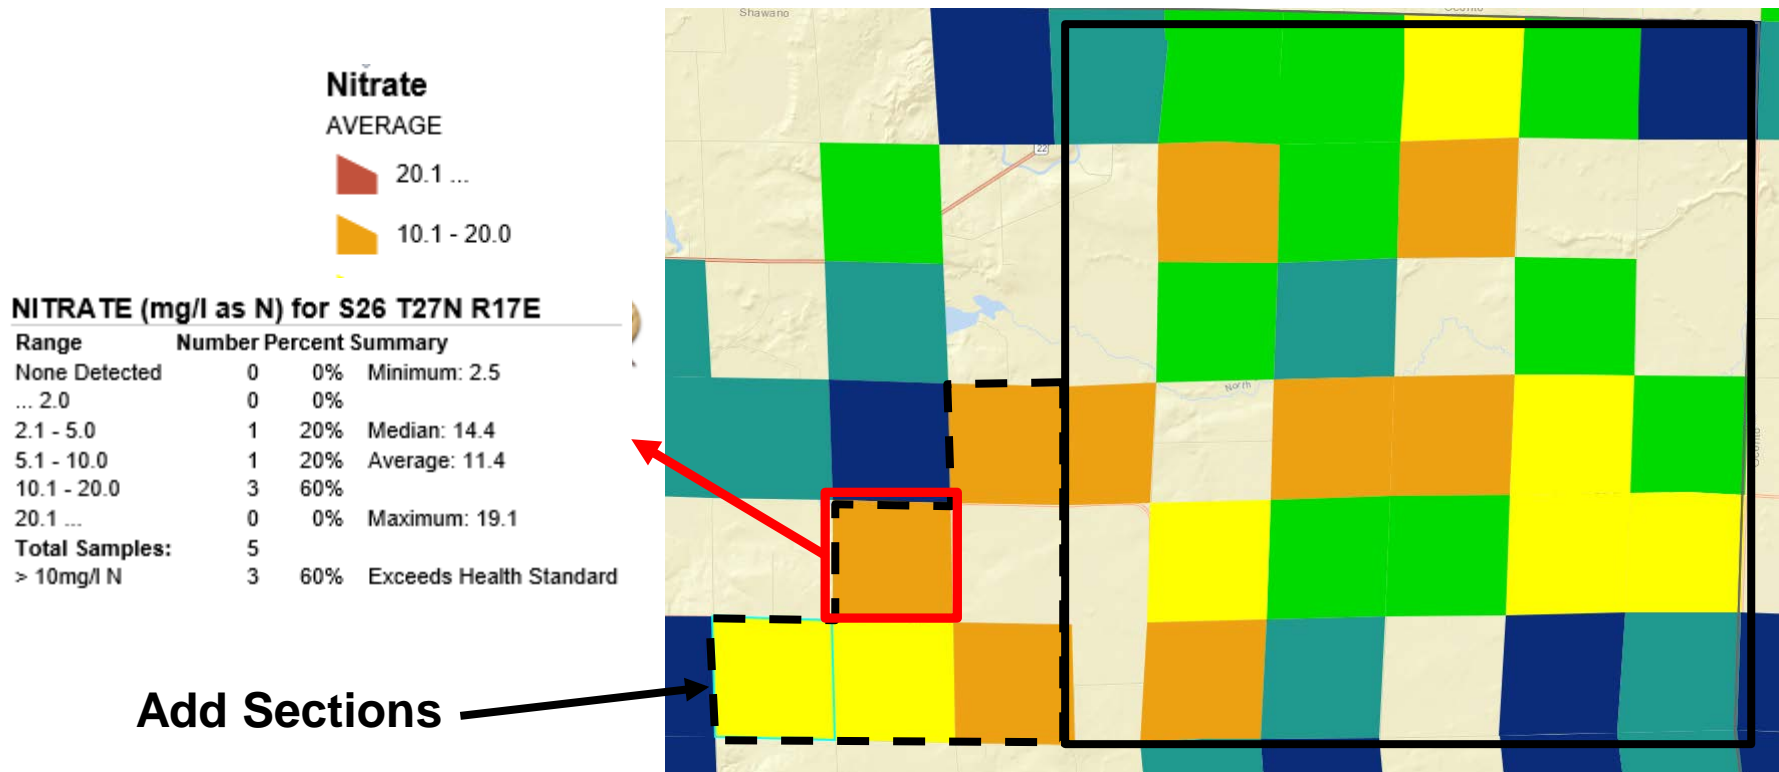 Shawano
Nitrate
AVERAGE
20.1 ...
10.1 - 20.0
22
NITRATE (mg/l as N) for S26 T27N R17E
Range Number Percent Summary
None Detected 0 0% Minimum: 2.5
... 2.0 0 0%
2.1 - 5.0 1 20% Median: 14.4
5.1 - 10.0 1 20% Average: 11.4
10.1 - 20.0 3 60%
20.1 ... 0 0% Maximum: 19.1
Total Samples: 5
> 10mg/l N 3 60% Exceeds Health Standard
North
Oconto
Add Sections